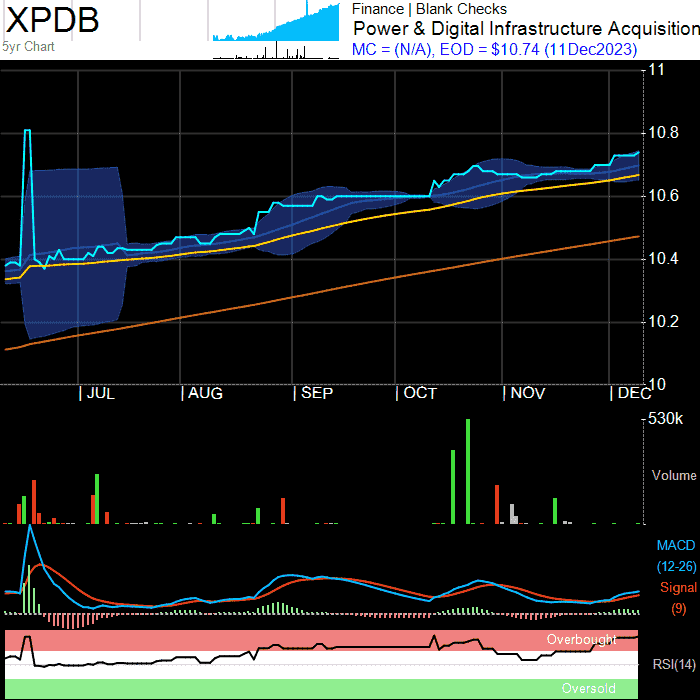 XPDB
5yr Chart
Finance | Blank Checks
Power & Digital Infrastructure Acquisition
MC = (N/A), EOD = $10.74 (11Dec2023)
11
10.8
10.6
10.4
10.2
10
| JUL | AUG | SEP | OCT | NOV | DEC
530k
Volume
MACD
(12-26)
Signal
(9)
Overbought
RSI(14)
Oversold